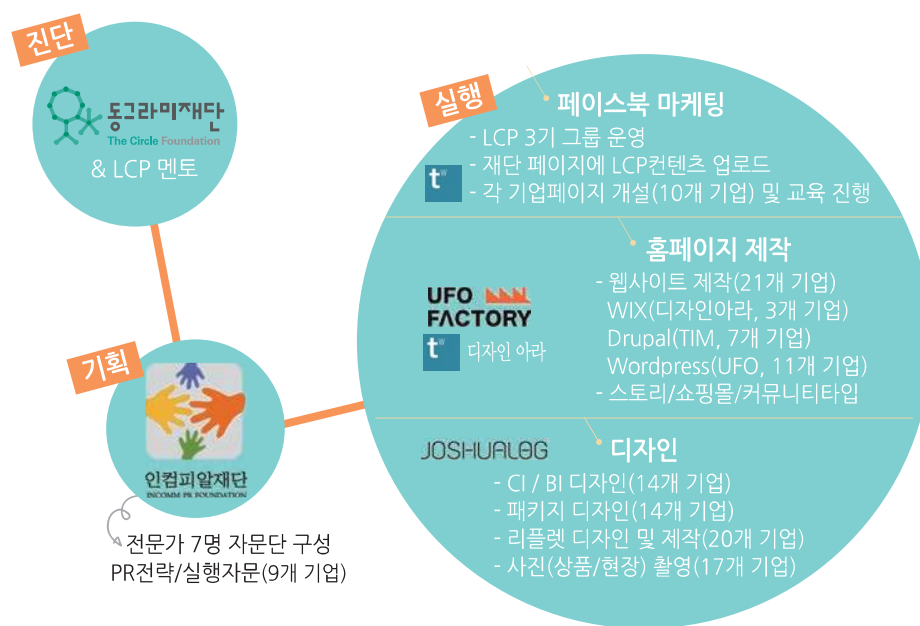 진단
동그라미재단
The Circle Foundation
& LCP 멘토
기획
인컴피알재단
INCOMM PR FOUNDATION
전문가 7명 자문단 구성
PR전략/실행자문(9개 기업)
실행
페이스북 마케팅
- LCP 3기 그룹 운영
- 재단 페이지에 LCP컨텐츠 업로드
t
- 각 기업페이지 개설(10개 기업) 및 교육 진행
홈페이지 제작
UFO
FACTORY
t 디자인 아라
- 웹사이트 제작(21개 기업)
WIX(디자인아라, 3개 기업)
Drupal(TIM, 7개 기업)
Wordpress(UFO, 11개 기업)
- 스토리/쇼핑몰/커뮤니티타입
JOSHUALOG
디자인
- CI / BI 디자인(14개 기업)
- 패키지 디자인(14개 기업)
- 리플렛 디자인 및 제작(20개 기업)
- 사진(상품/현장) 촬영(17개 기업)